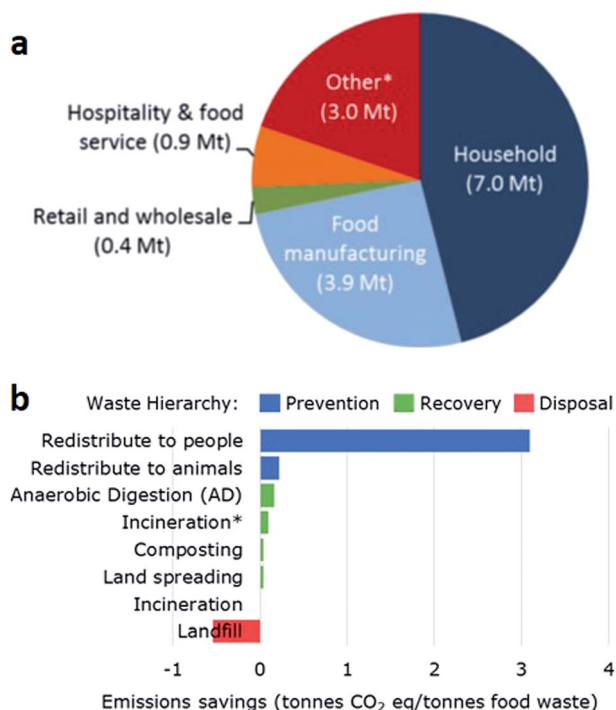 a
Other*
(3.0 Mt)
Hospitality & food
service (0.9 Mt)
Household
(7.0 Mt)
Retail and wholesale
(0.4 Mt)
Food
manufacturing
(3.9 Mt)
b
Waste Hierarchy: Prevention Recovery Disposal
Redistribute to people
Redistribute to animals
Anaerobic Digestion (AD)
Incineration*
Composting
Land spreading
Incineration
Landfill
-1 0 1 2 3 4
Emissions savings (tonnes CO₂ eq/tonnes food waste)